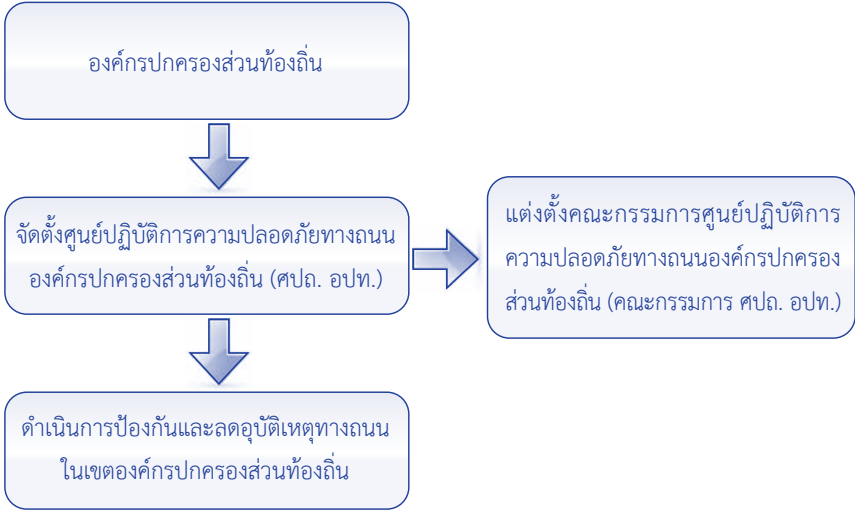 องค์กรปกครองส่วนท้องถิ่น
จัดตั้งศูนย์ปฏิบัติการความปลอดภัยทางถนน
องค์กรปกครองส่วนท้องถิ่น (ศปถ. อปท.)
แต่งตั้งคณะกรรมการศูนย์ปฏิบัติการ
ความปลอดภัยทางถนนองค์กรปกครอง
ส่วนท้องถิ่น (คณะกรรมการ ศปถ. อปท.)
ดำเนินการป้องกันและลดอุบัติเหตุทางถนน
ในเขตองค์กรปกครองส่วนท้องถิ่น